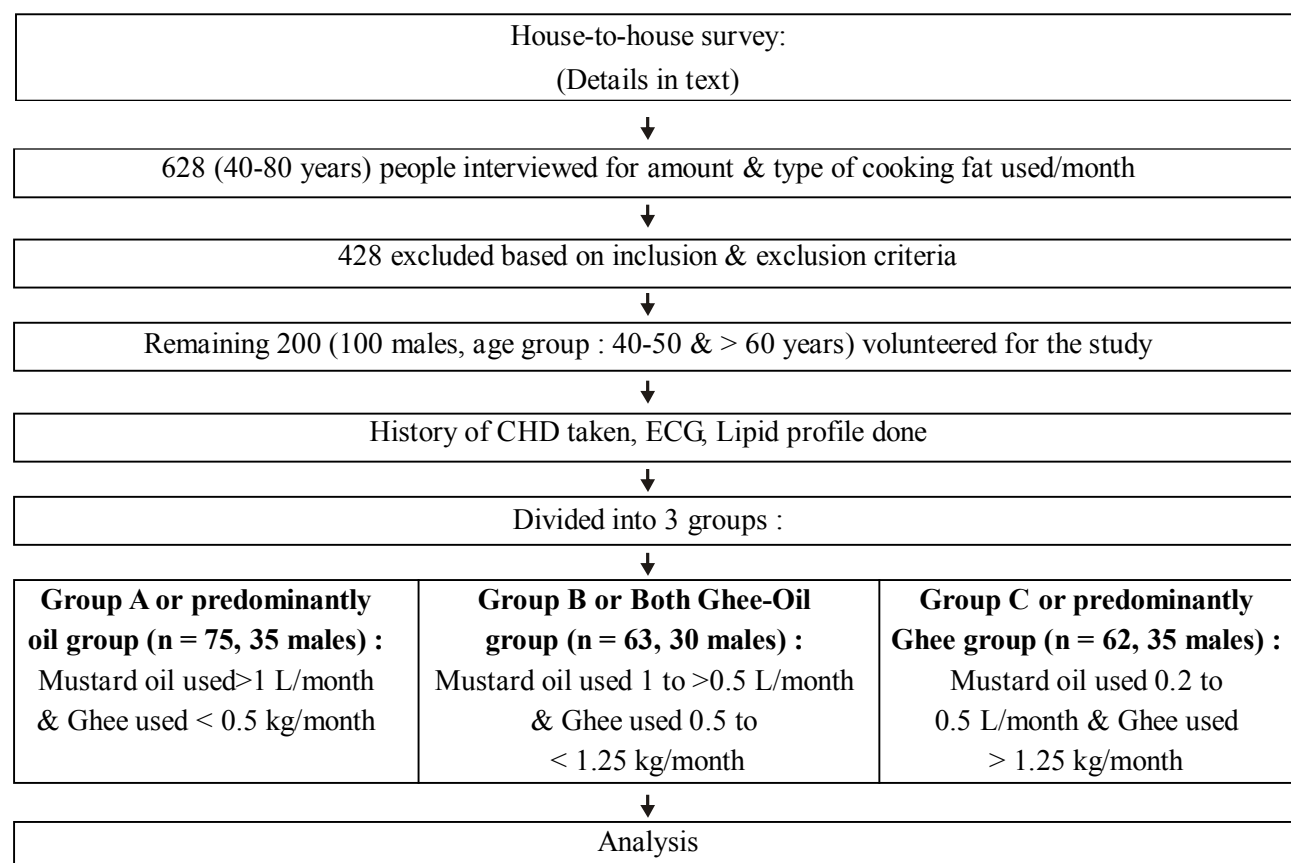 House-to-house survey:
(Details in text)
628 (40-80 years) people interviewed for amount & type of cooking fat used/month
428 excluded based on inclusion & exclusion criteria
Remaining 200 (100 males, age group : 40-50 & > 60 years) volunteered for the study
History of CHD taken, ECG, Lipid profile done
Divided into 3 groups :
Group A or predominantly
oil group (n = 75, 35 males) :
Mustard oil used>1 L/month
& Ghee used < 0.5 kg/month
Group B or Both Ghee-Oil
group (n = 63, 30 males) :
Mustard oil used 1 to >0.5 L/month
& Ghee used 0.5 to
< 1.25 kg/month
Group C or predominantly
Ghee group (n = 62, 35 males) :
Mustard oil used 0.2 to
0.5 L/month & Ghee used
> 1.25 kg/month
Analysis